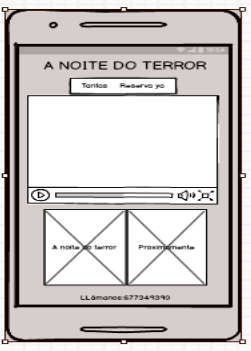 A NOITE DO TERROR
Tarifas Reserva ya
A noite do terror Proximamente
LLámanos:677349390